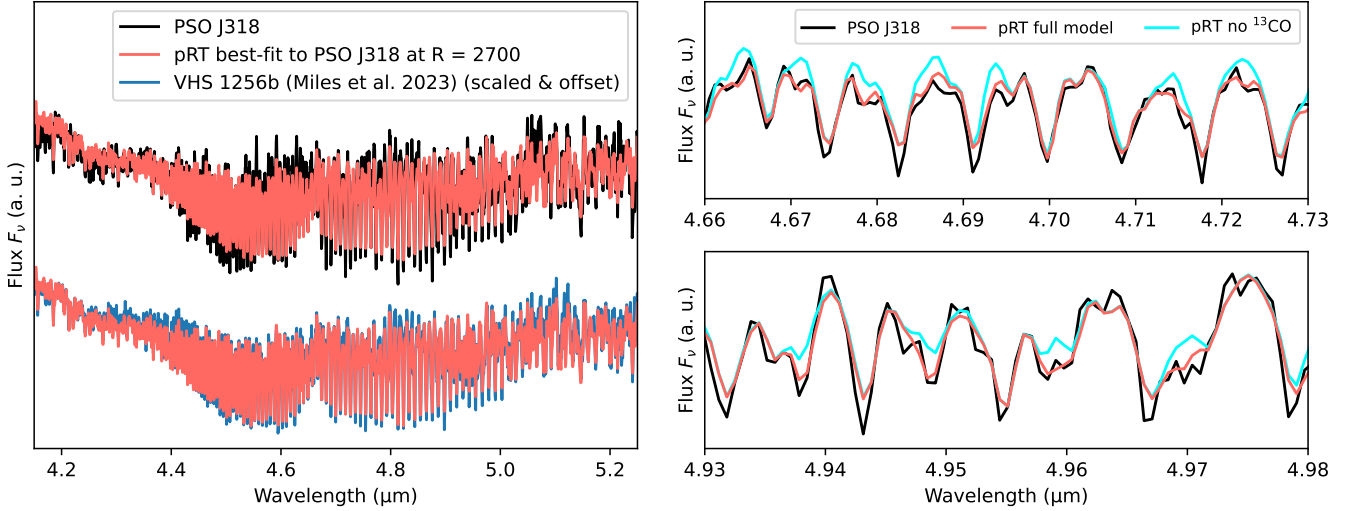 PSO J318
pRT best-fit to PSO J318 at R = 2700
VHS 1256b (Miles et al. 2023) (scaled & offset)
Flux Fν (a. u.)
4.2 4.4 4.6 4.8 5.0 5.2
Wavelength (μm)
PSO J318 pRT full model pRT no ¹³CO
Flux Fν (a. u.)
4.66 4.67 4.68 4.69 4.70 4.71 4.72 4.73
Flux Fν (a. u.)
4.93 4.94 4.95 4.96 4.97 4.98
Wavelength (μm)